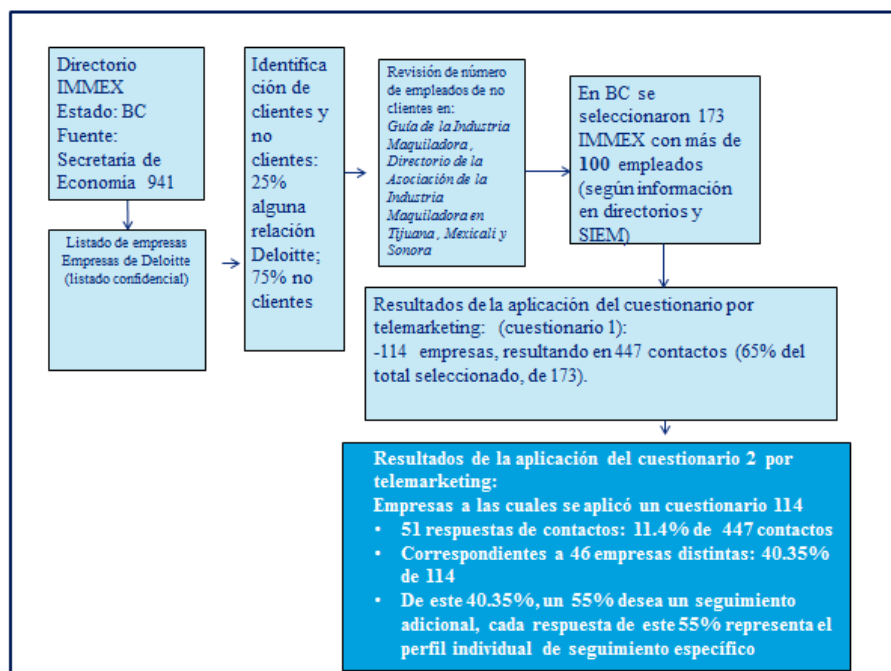 Directorio
IMMEX
Estado: BC
Fuente:
Secretaría de
Economía 941
Listado de empresas
Empresas de Deloitte
(listado confidencial)
Identifica
ción de
clientes y
no
clientes:
25%
alguna
relación
Deloitte;
75% no
clientes
Revisión de número
de empleados de no
clientes en:
Guía de la Industria
Maquiladora ,
Directorio de la
Asociación de la
Industria
Maquiladora en
Tijuana , Mexicali y
Sonora
En BC se
seleccionaron 173
IMMEX con más de
100 empleados
(según información
en directorios y
SIEM)
Resultados de la aplicación del cuestionario por
telemarketing: (cuestionario 1):
-114 empresas, resultando en 447 contactos (65% del
total seleccionado, de 173).
Resultados de la aplicación del cuestionario 2 por
telemarketing:
Empresas a las cuales se aplicó un cuestionario 114
• 51 respuestas de contactos: 11.4% de 447 contactos
• Correspondientes a 46 empresas distintas: 40.35%
de 114
• De este 40.35%, un 55% desea un seguimiento
adicional, cada respuesta de este 55% representa el
perfil individual de seguimiento específico